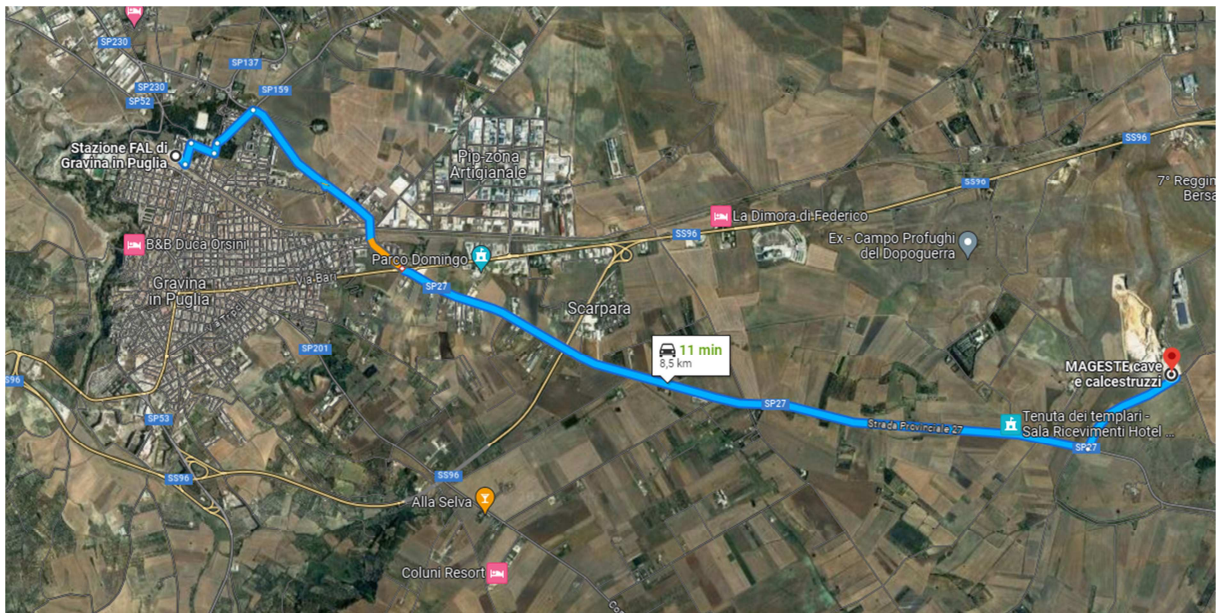 SP230
SP137
SP230
SP159
SP52
Stazione FAL di
Gravina in Puglia
Pip zona
Artigianale
SS96
SS96
7° Reggin
Bersa
La Dimora di Federico
B&B Duca Orsini
SS96
Ex - Campo Profughi
del Dopoguerra
Parco Domingo
Via Bari
Gravina
in Puglia
SP27
Scarpara
SP201
11 min
8,5 km
MAGESTE cave
e calcestruzzi
SS96
SP27
SP53
Tenuta dei templari -
Sala Ricevimenti Hotel ...
Strada Provinciale 27
SP27
SS96
SS96
Alla Selva
Coluni Resort